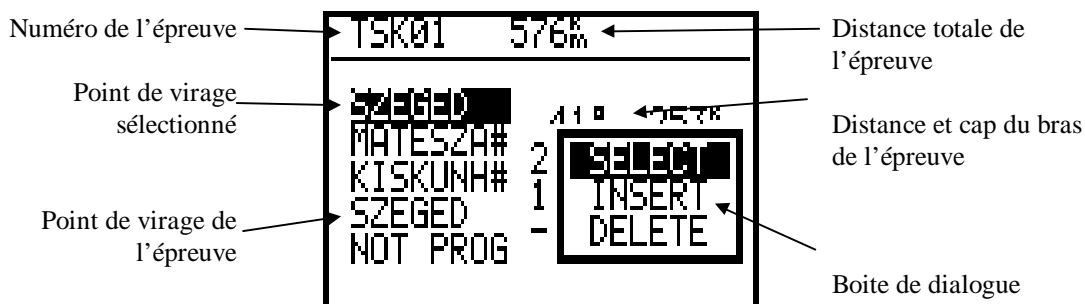 Numéro de l'épreuve
TSK01 576km
Distance totale de
l'épreuve
Point de virage
sélectionné
SZEGED
MATESZA# 2
KISKUNH# 1
SZEGED -
NOT PROG
41° 257k
SELECT
INSERT
DELETE
Distance et cap du bras
de l'épreuve
Point de virage de
l'épreuve
Boite de dialogue